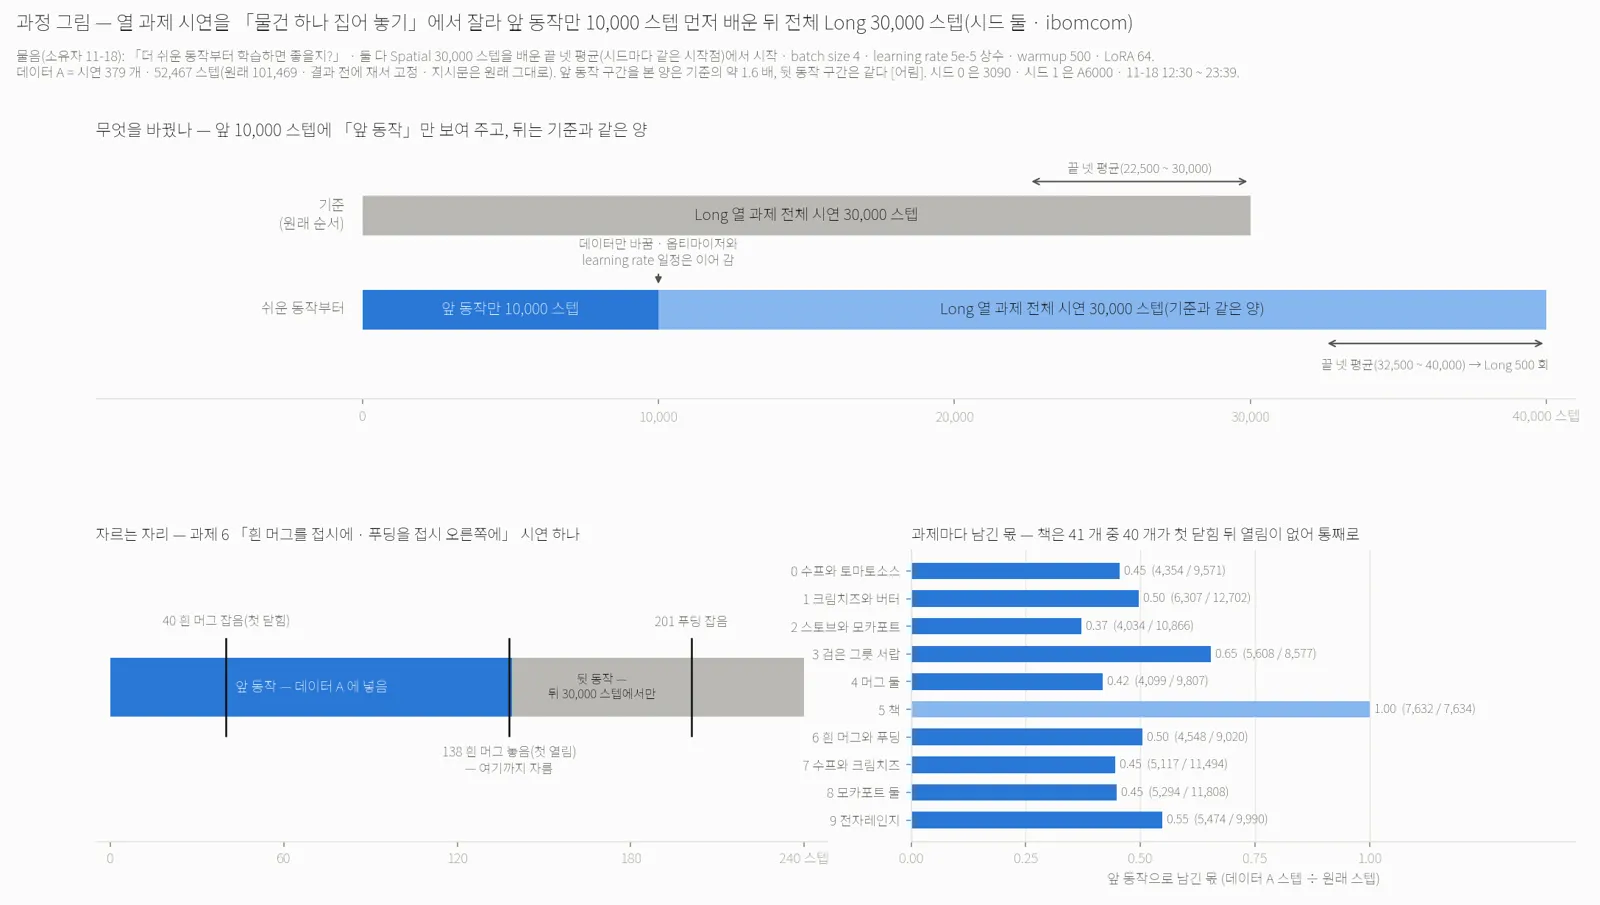 과정 그림 — 열 과제 시연을 「물건 하나 집어 놓기」에서 잘라 앞 동작만 10,000 스텝 먼저 배운 뒤 전체 Long 30,000 스텝(시드 둘 · ibomcom)
물음(소유자 11-18): 「더 쉬운 동작부터 학습하면 좋을지?」 · 둘 다 Spatial 30,000 스텝을 배운 끝 넷 평균(시드마다 같은 시작점)에서 시작 · batch size 4 · learning rate 5e-5 상수 · warmup 500 · LoRA 64.
데이터 A = 시연 379 개 · 52,467 스텝(원래 101,469 · 결과 전에 재서 고정 · 지시문은 원래 그대로). 앞 동작 구간을 본 양은 기준의 약 1.6 배, 뒷 동작 구간은 같다 [어림]. 시드 0 은 3090 · 시드 1 은 A6000 · 11-18 12:30 ~ 23:39.
무엇을 바꿨나 — 앞 10,000 스텝에 「앞 동작」만 보여 주고, 뒤는 기준과 같은 양
끝 넷 평균(22,500 ~ 30,000)
기준
(원래 순서)
Long 열 과제 전체 시연 30,000 스텝
데이터만 바꿈 · 옵티마이저와
learning rate 일정은 이어 감
쉬운 동작부터
앞 동작만 10,000 스텝
Long 열 과제 전체 시연 30,000 스텝(기준과 같은 양)
끝 넷 평균(32,500 ~ 40,000) → Long 500 회
0
10,000
20,000
30,000
40,000 스텝
자르는 자리 — 과제 6 「흰 머그를 접시에 · 푸딩을 접시 오른쪽에」 시연 하나
40 흰 머그 잡음(첫 닫힘)
201 푸딩 잡음
앞 동작 — 데이터 A 에 넣음
뒷 동작 —
뒤 30,000 스텝에서만
138 흰 머그 놓음(첫 열림)
— 여기까지 자름
0
60
120
180
240 스텝
과제마다 남긴 몫 — 책은 41 개 중 40 개가 첫 닫힘 뒤 열림이 없어 통째로
0 수프와 토마토소스
0.45 (4,354 / 9,571)
1 크림치즈와 버터
0.50 (6,307 / 12,702)
2 스토브와 모카포트
0.37 (4,034 / 10,866)
3 검은 그릇 서랍
0.65 (5,608 / 8,577)
4 머그 둘
0.42 (4,099 / 9,807)
5 책
1.00 (7,632 / 7,634)
6 흰 머그와 푸딩
0.50 (4,548 / 9,020)
7 수프와 크림치즈
0.45 (5,117 / 11,494)
8 모카포트 둘
0.45 (5,294 / 11,808)
9 전자레인지
0.55 (5,474 / 9,990)
0.00
0.25
0.50
0.75
1.00
앞 동작으로 남긴 몫 (데이터 A 스텝 ÷ 원래 스텝)